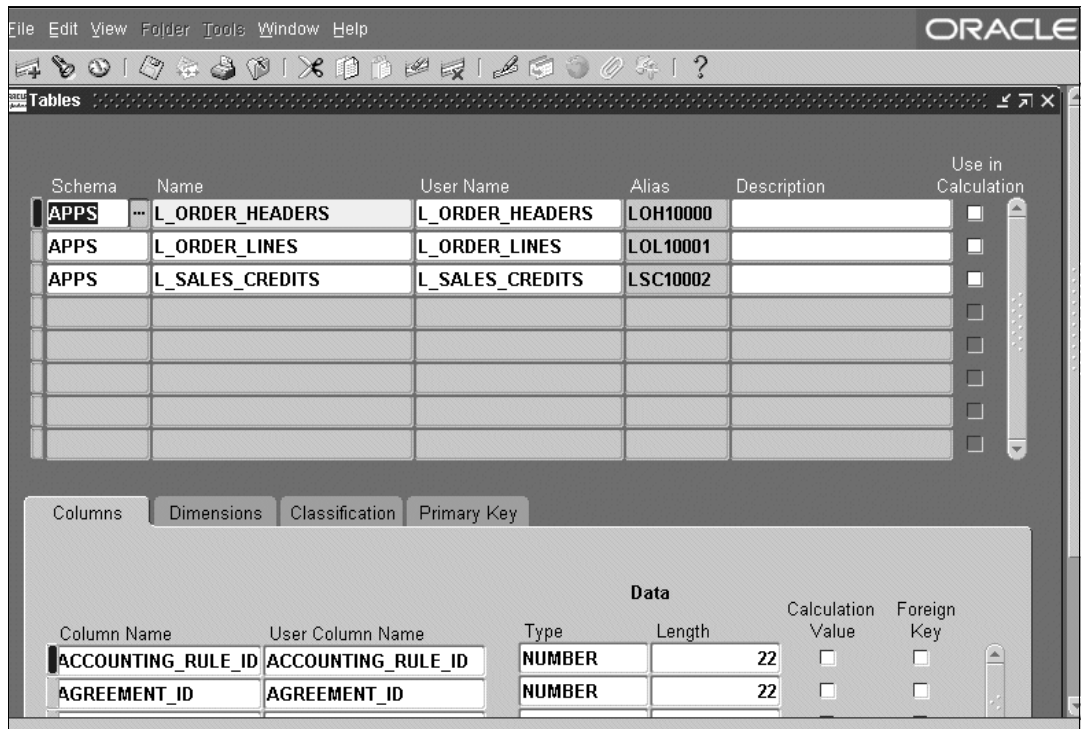 File Edit View Folder Tools Window Help
ORACLE
?
Tables
Use in
Schema Name User Name Alias Description Calculation
APPS ... L_ORDER_HEADERS L_ORDER_HEADERS LOH10000
APPS L_ORDER_LINES L_ORDER_LINES LOL10001
APPS L_SALES_CREDITS L_SALES_CREDITS LSC10002
Columns Dimensions Classification Primary Key
Data
Calculation Foreign
Column Name User Column Name Type Length Value Key
ACCOUNTING_RULE_ID ACCOUNTING_RULE_ID NUMBER 22
AGREEMENT_ID AGREEMENT_ID NUMBER 22